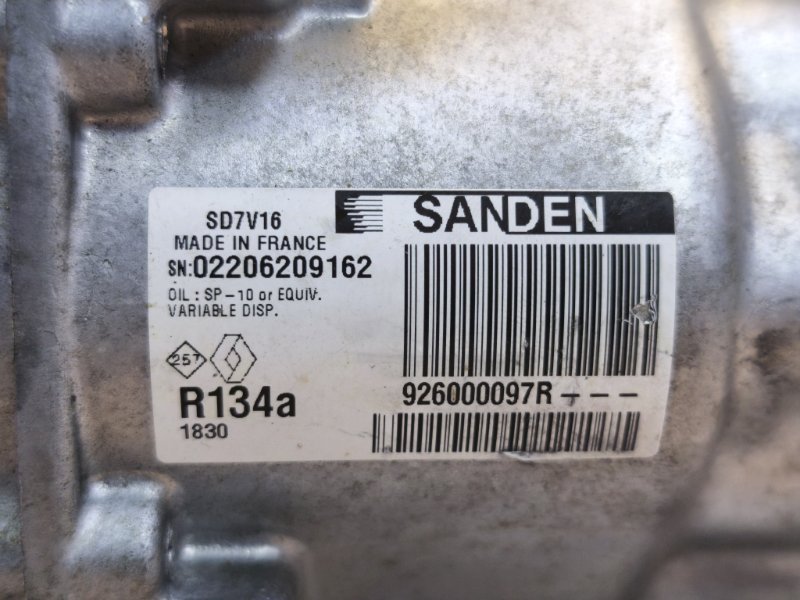 SD7V16
SANDEN
MADE IN FRANCE
SN:02206209162
OIL : SP-10 or EQUIV.
VARIABLE DISP.
257
R134a
926000097R- - -
1830